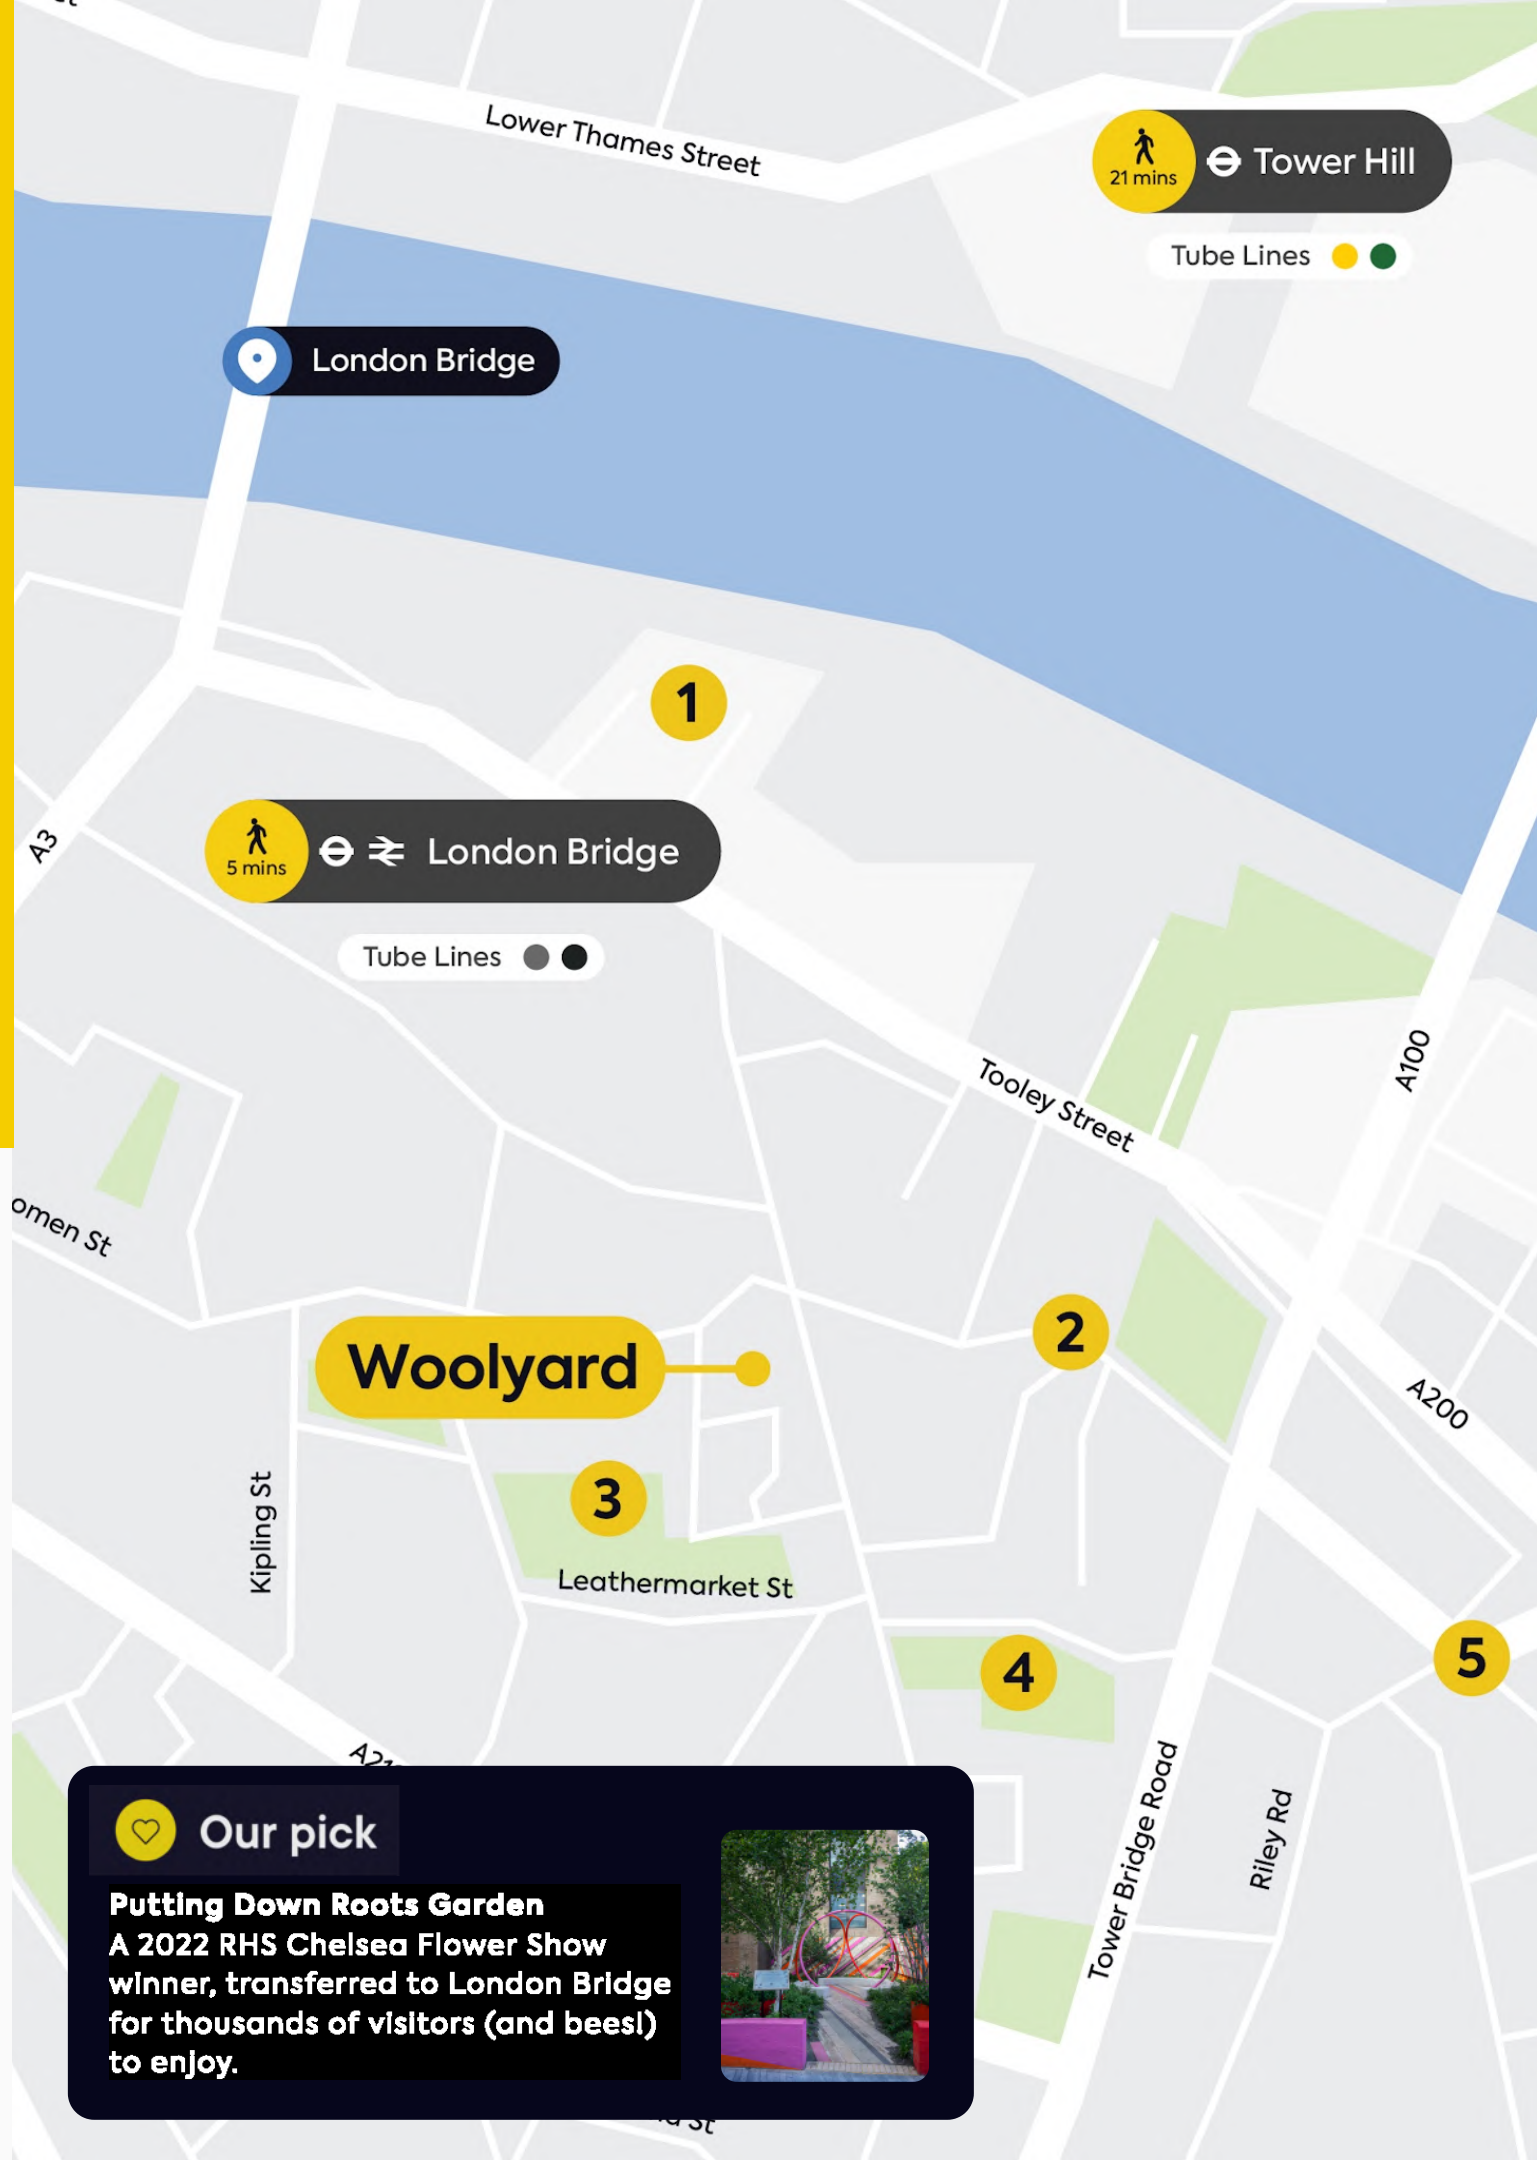 Lower Thames Street
21 mins
Tower Hill
Tube Lines
London Bridge
1
A3
5 mins
London Bridge
Tube Lines
A100
Tooley Street
omen St
2
Woolyard
A200
3
Kipling St
Leathermarket St
5
4
Tower Bridge Road
Riley Rd
Our pick
Putting Down Roots Garden
A 2022 RHS Chelsea Flower Show
winner, transferred to London Bridge
for thousands of visitors (and bees!)
to enjoy.
St